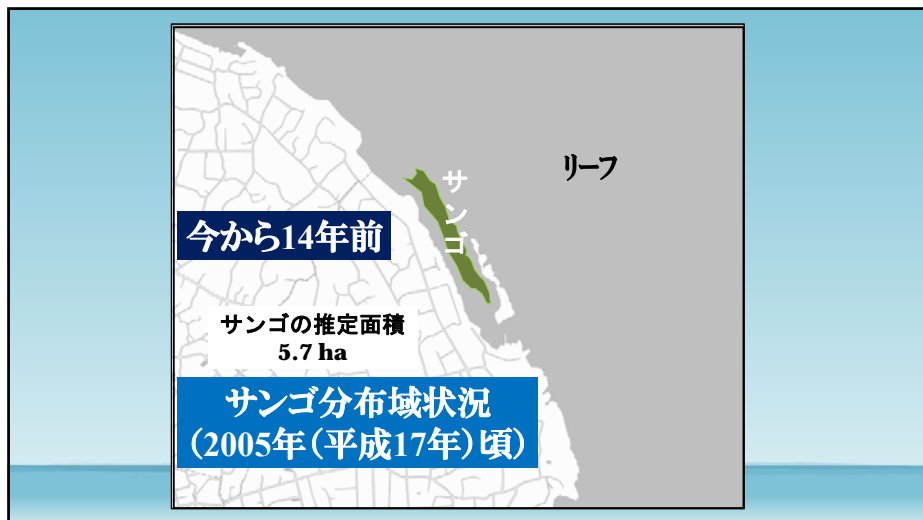 リーフ
サンゴ
今から14年前
サンゴの推定面積
5.7 ha
サンゴ分布域状況
（2005年（平成17年）頃）